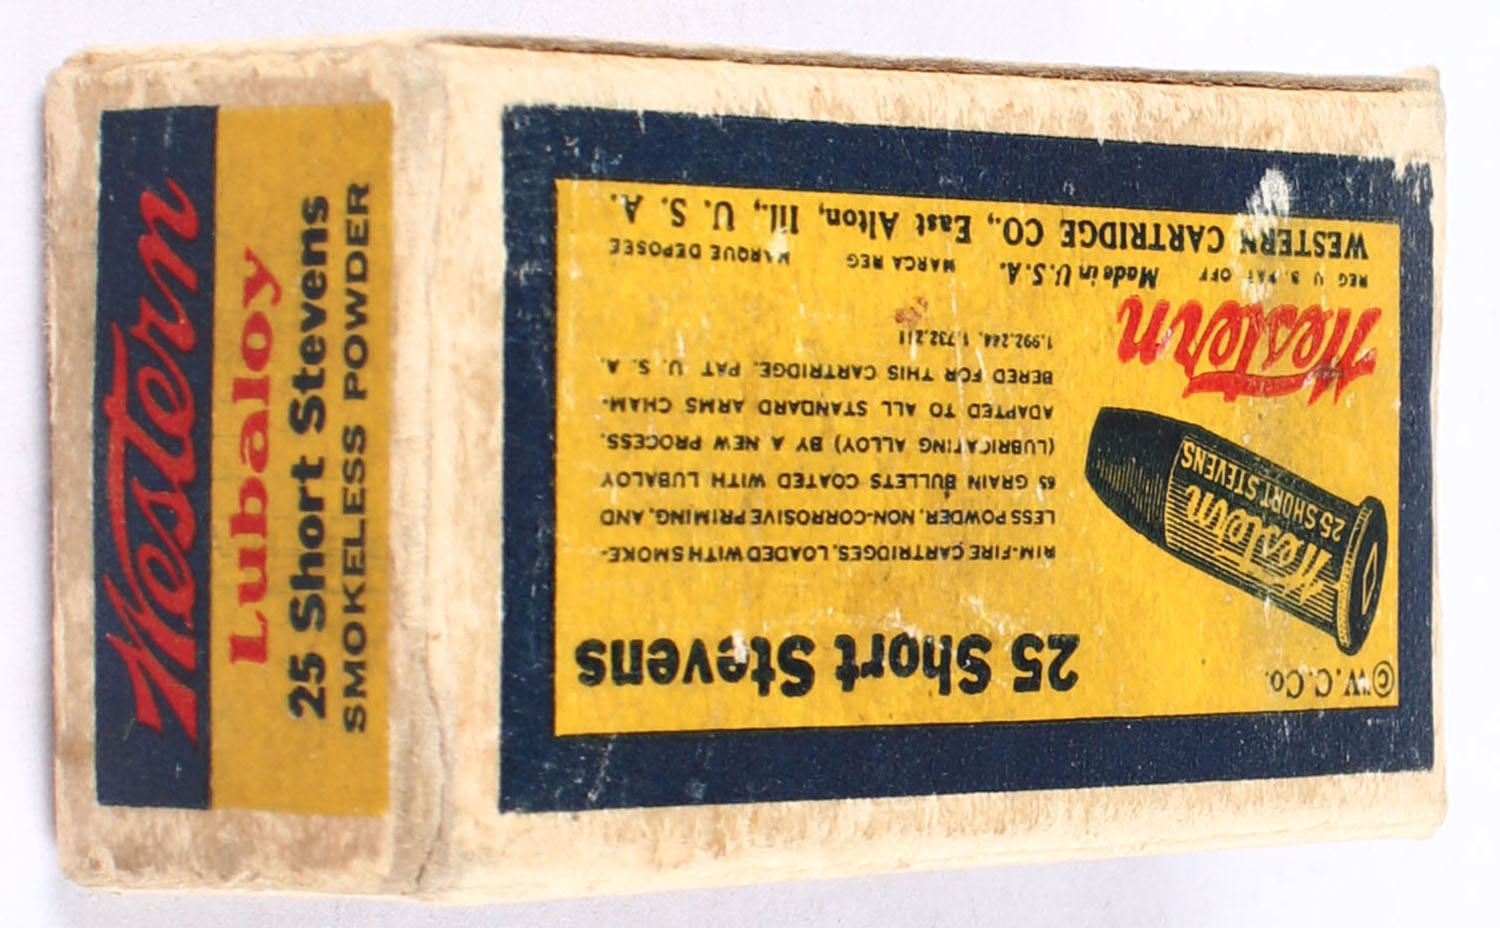 Western
Lubaloy
25 Short Stevens
SMOKELESS POWDER
© W. C. Co.
25 Short Stevens
Western
25 SHORT STEVENS
RIM-FIRE CARTRIDGES, LOADED WITH SMOKE-
LESS POWDER, NON-CORROSIVE PRIMING, AND
65 GRAIN BULLETS COATED WITH LUBALOY
(LUBRICATING ALLOY) BY A NEW PROCESS.
ADAPTED TO ALL STANDARD ARMS CHAM-
BERED FOR THIS CARTRIDGE. PAT. U. S. A.
1,992,244, 1,732,211
Western
REG U S. PAT OFF Made in U.S.A. MARCA REG MARQUE DEPOSEE
WESTERN CARTRIDGE CO., East Alton, Ill., U. S. A.